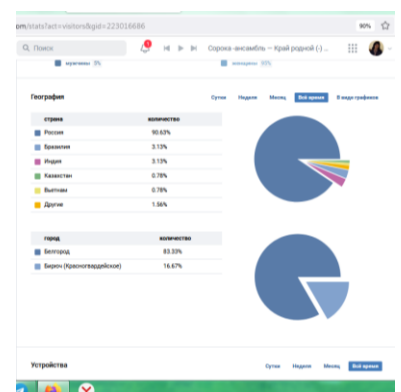 om/stats?act=visitors&gid=223016686
90%
Поиск
Сорока-ансамбль – Край родной (-) ...
мужчины 5%
женщины 95%
География
Сутки Неделя Месяц Всё время В виде графиков
страна количество
Россия 90.63%
Бразилия 3.13%
Индия 3.13%
Казахстан 0.78%
Вьетнам 0.78%
Другие 1.56%
город количество
Белгород 83.33%
Бирюч (Красногвардейское) 16.67%
Устройства
Сутки Неделя Месяц Всё время